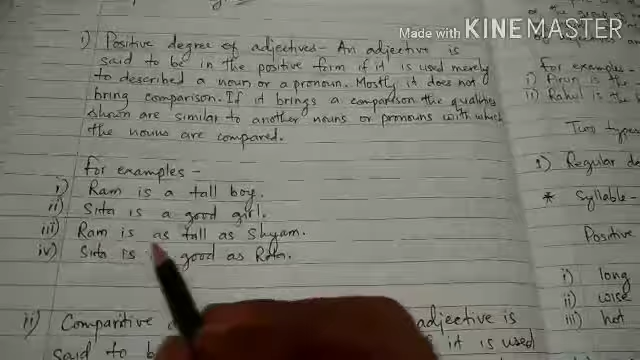 Made with KINEMASTER
i) Positive degree of adjectives - An adjective is
said to be in the positive form if it is used merely
to described a noun or a pronoun. Mostly it does not
bring comparison. If it brings a comparison the qualities
shown are similar to another nouns or pronouns with which
the nouns are compared.
for examples -
i) Ram is a tall boy.
ii) Sita is a good girl.
iii) Ram is as tall as Shyam.
iv) Sita is good as Rita.
ii) Comparitive adjective is
said to b it is used
for examples -
i) Arun is the
ii) Rahul is the
Two types
1) Regular de
* Syllable-
Positive
i) long
ii) wise
iii) hot